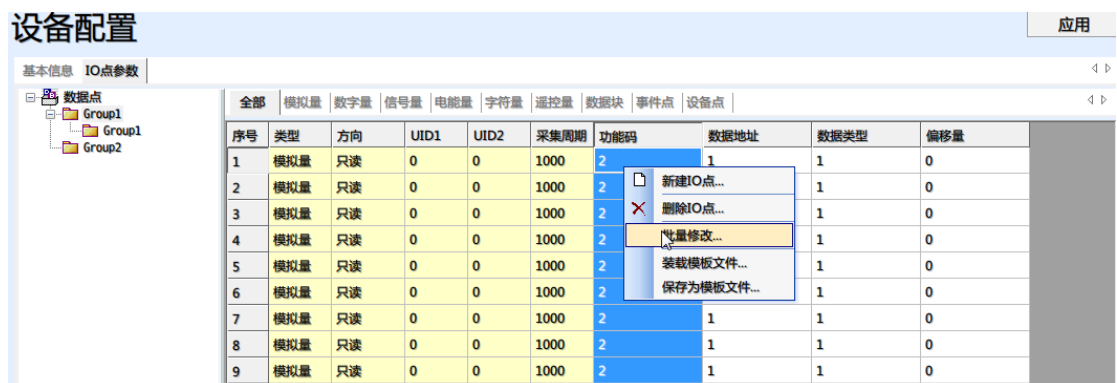 设备配置
应用
基本信息 IO点参数
数据点
Group1
Group1
Group2
全部 模拟量 数字量 信号量 电能量 字符量 遥控量 数据块 事件点 设备点
序号 类型 方向 UID1 UID2 采集周期 功能码 数据地址 数据类型 偏移量
1 模拟量 只读 0 0 1000 2 1 1 0
2 模拟量 只读 0 0 1000 2 1 0
3 模拟量 只读 0 0 1000 2 1 0
4 模拟量 只读 0 0 1000 2 1 0
5 模拟量 只读 0 0 1000 2 1 0
6 模拟量 只读 0 0 1000 2 1 0
7 模拟量 只读 0 0 1000 2 1 1 0
8 模拟量 只读 0 0 1000 2 1 1 0
9 模拟量 只读 0 0 1000 2 1 1 0
新建IO点...
删除IO点...
批量修改...
装载模板文件...
保存为模板文件...